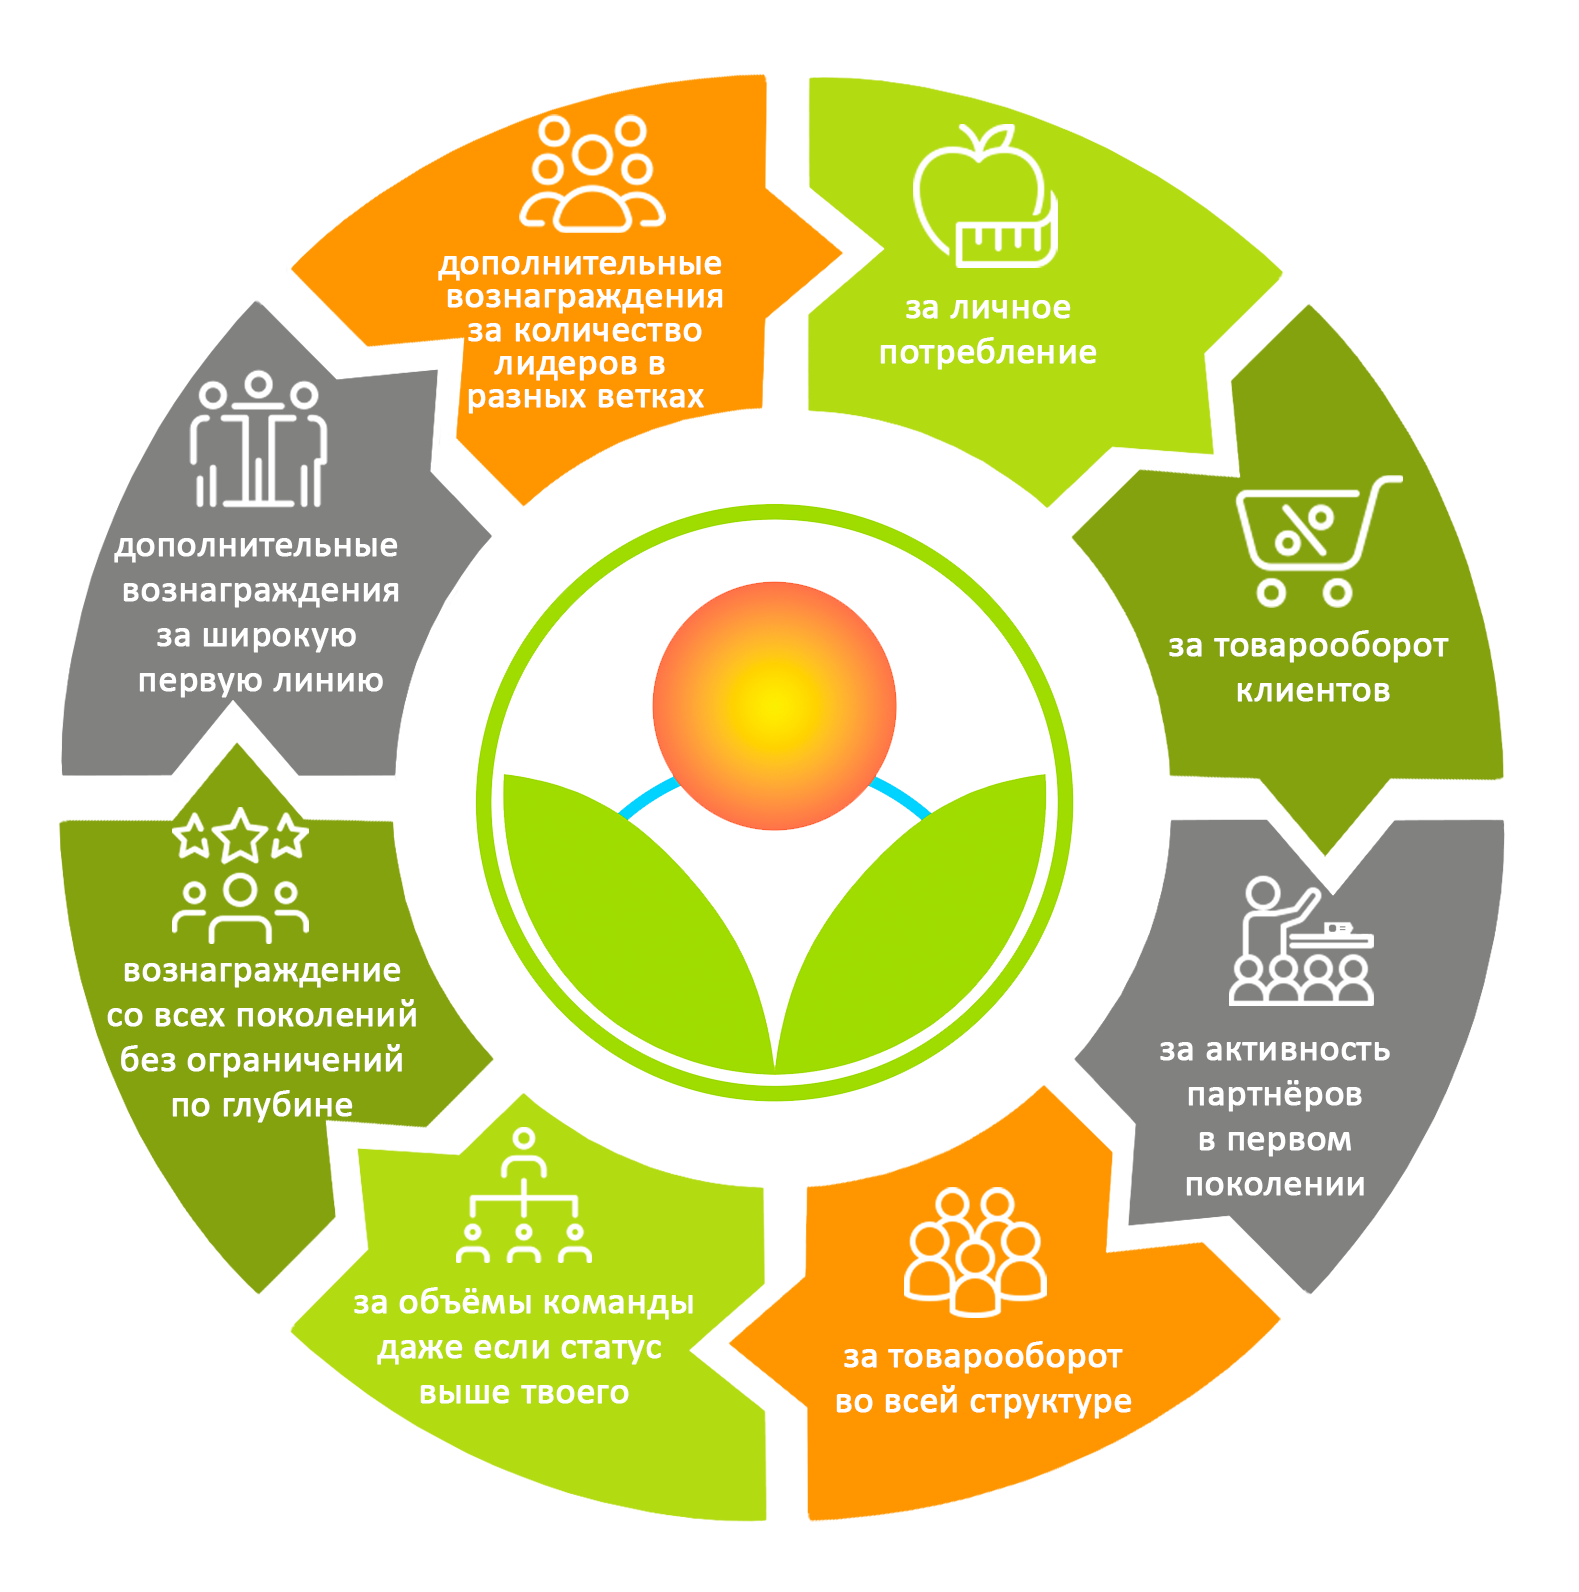 за личное
потребление
за товарооборот
клиентов
за активность
партнёров
в первом
поколении
за товарооборот
во всей структуре
за объёмы команды
даже если статус
выше твоего
вознаграждение
со всех поколений
без ограничений
по глубине
дополнительные
вознаграждения
за широкую
первую линию
дополнительные
вознаграждения
за количество
лидеров в
разных ветках